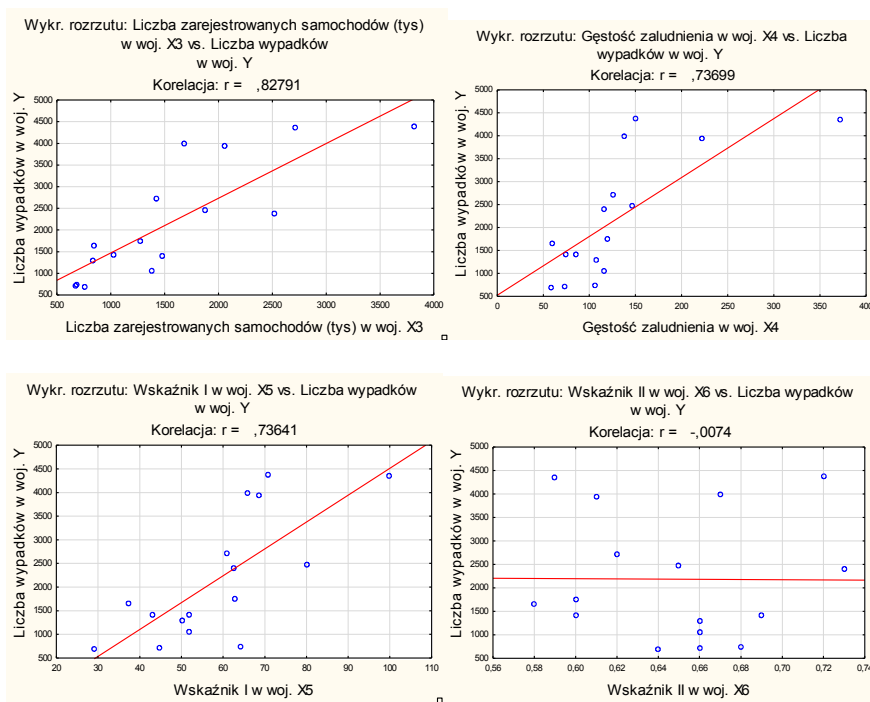 Wykr. rozrzutu: Liczba zarejestrowanych samochodów (tys)
w woj. X3 vs. Liczba wypadków
w woj. Y
Korelacja: r = ,82791
Liczba wypadków w woj. Y
5000
4500
4000
3500
3000
2500
2000
1500
1000
500
500 1000 1500 2000 2500 3000 3500 4000
Liczba zarejestrowanych samochodów (tys) w woj. X3
Wykr. rozrzutu: Gęstość zaludnienia w woj. X4 vs. Liczba
wypadków w woj. Y
Korelacja: r = ,73699
Liczba wypadków w woj. Y
5000
4500
4000
3500
3000
2500
2000
1500
1000
500
0 50 100 150 200 250 300 350 400
Gęstość zaludnienia w woj. X4
Wykr. rozrzutu: Wskaźnik I w woj. X5 vs. Liczba wypadków
w woj. Y
Korelacja: r = ,73641
Liczba wypadków w woj. Y
5000
4500
4000
3500
3000
2500
2000
1500
1000
500
20 30 40 50 60 70 80 90 100 110
Wskaźnik I w woj. X5
Wykr. rozrzutu: Wskaźnik II w woj. X6 vs. Liczba wypadków
w woj. Y
Korelacja: r = -,0074
Liczba wypadków w woj. Y
5000
4500
4000
3500
3000
2500
2000
1500
1000
500
0,56 0,58 0,60 0,62 0,64 0,66 0,68 0,70 0,72 0,74
Wskaźnik II w woj. X6